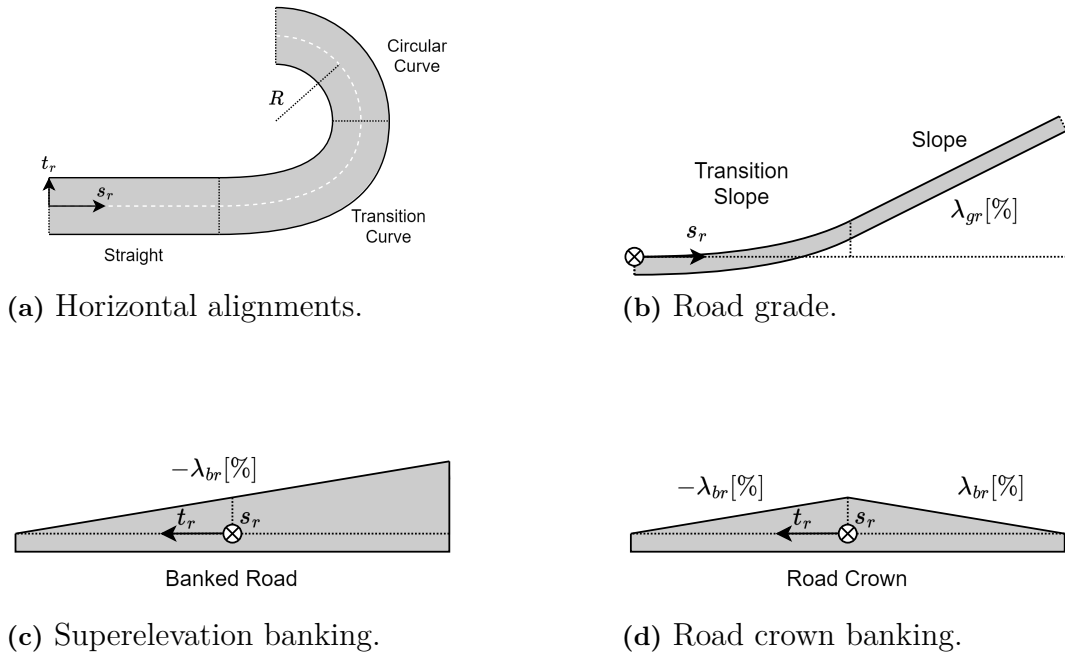 Circular
Curve
R
t_r
s_r
Straight
Transition
Curve
(a) Horizontal alignments.
Slope
Transition
Slope
λ_gr[%]
s_r
(b) Road grade.
−λ_br[%]
t_r
s_r
Banked Road
(c) Superelevation banking.
−λ_br[%]
λ_br[%]
t_r
s_r
Road Crown
(d) Road crown banking.